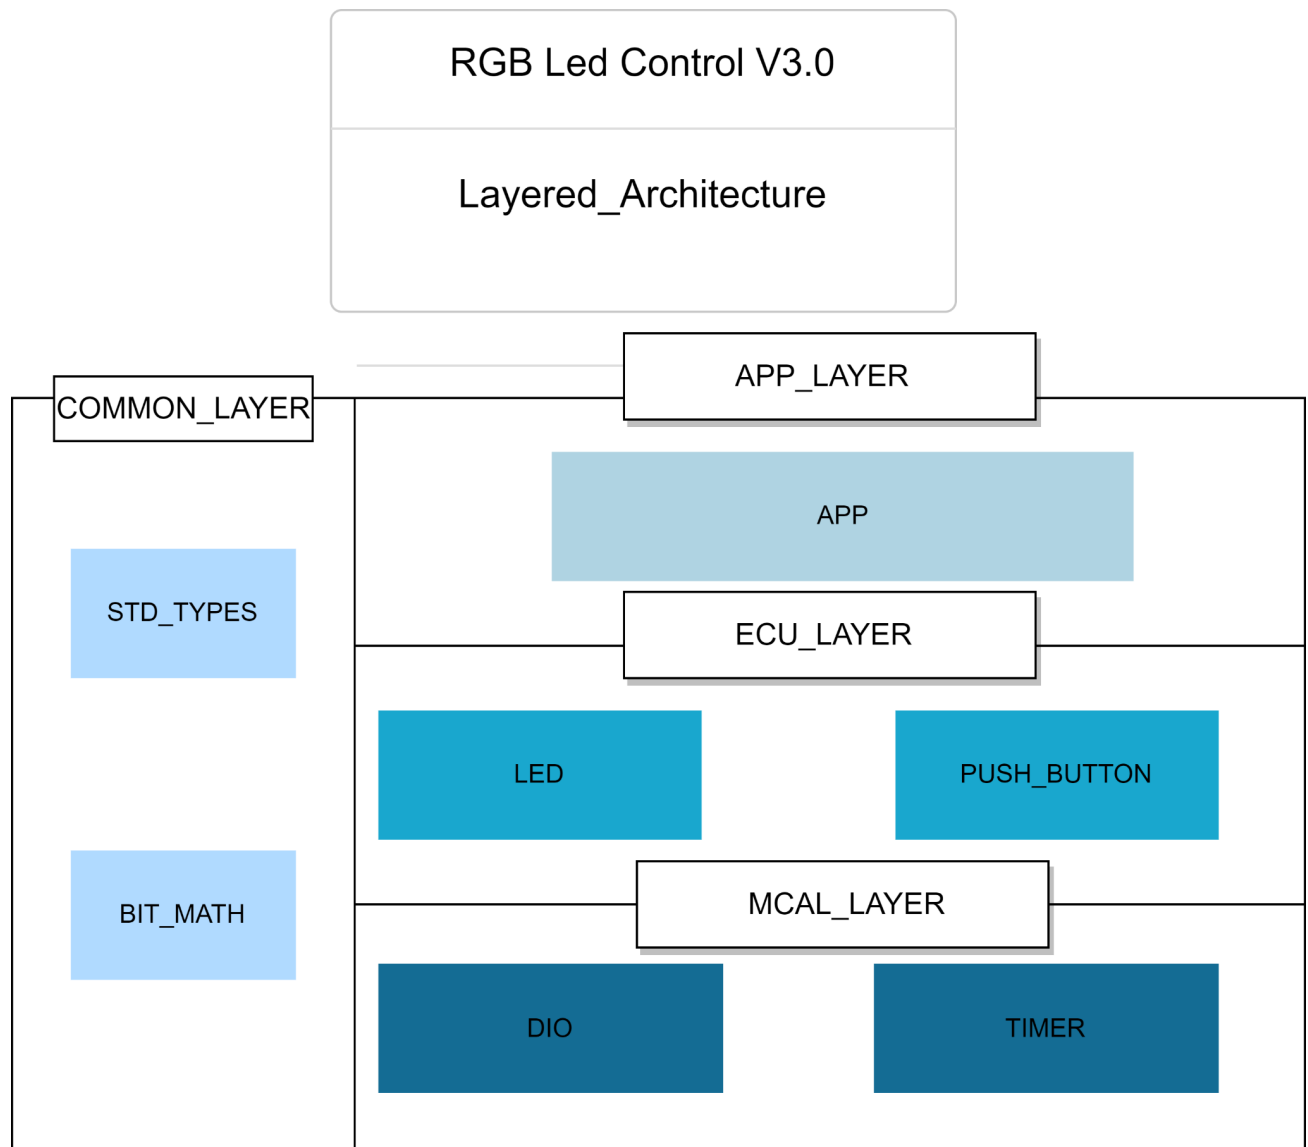 RGB Led Control V3.0
Layered_Architecture
APP_LAYER
COMMON_LAYER
APP
STD_TYPES
ECU_LAYER
LED
PUSH_BUTTON
BIT_MATH
MCAL_LAYER
DIO
TIMER